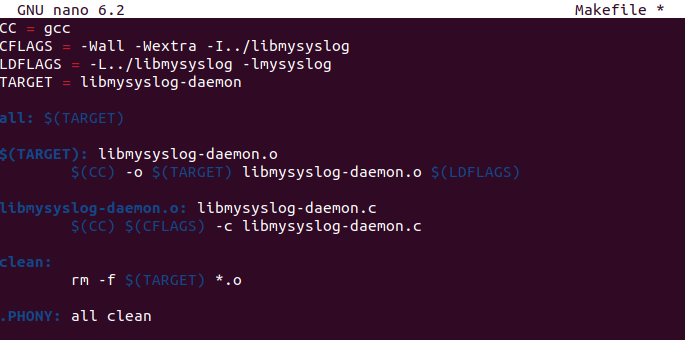 GNU nano 6.2 Makefile *
CC = gcc
CFLAGS = -Wall -Wextra -I../libmysyslog
LDFLAGS = -L../libmysyslog -lmysyslog
TARGET = libmysyslog-daemon
all: $(TARGET)
$(TARGET): libmysyslog-daemon.o
$(CC) -o $(TARGET) libmysyslog-daemon.o $(LDFLAGS)
libmysyslog-daemon.o: libmysyslog-daemon.c
$(CC) $(CFLAGS) -c libmysyslog-daemon.c
clean:
rm -f $(TARGET) *.o
.PHONY: all clean